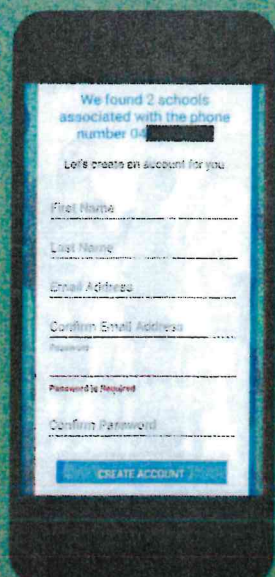 We found 2 schools
associated with the phone
number 04
Let's create an account for you
First Name
Last Name
Email Address
Confirm Email Address
Password
Password is Required
Confirm Password
CREATE ACCOUNT